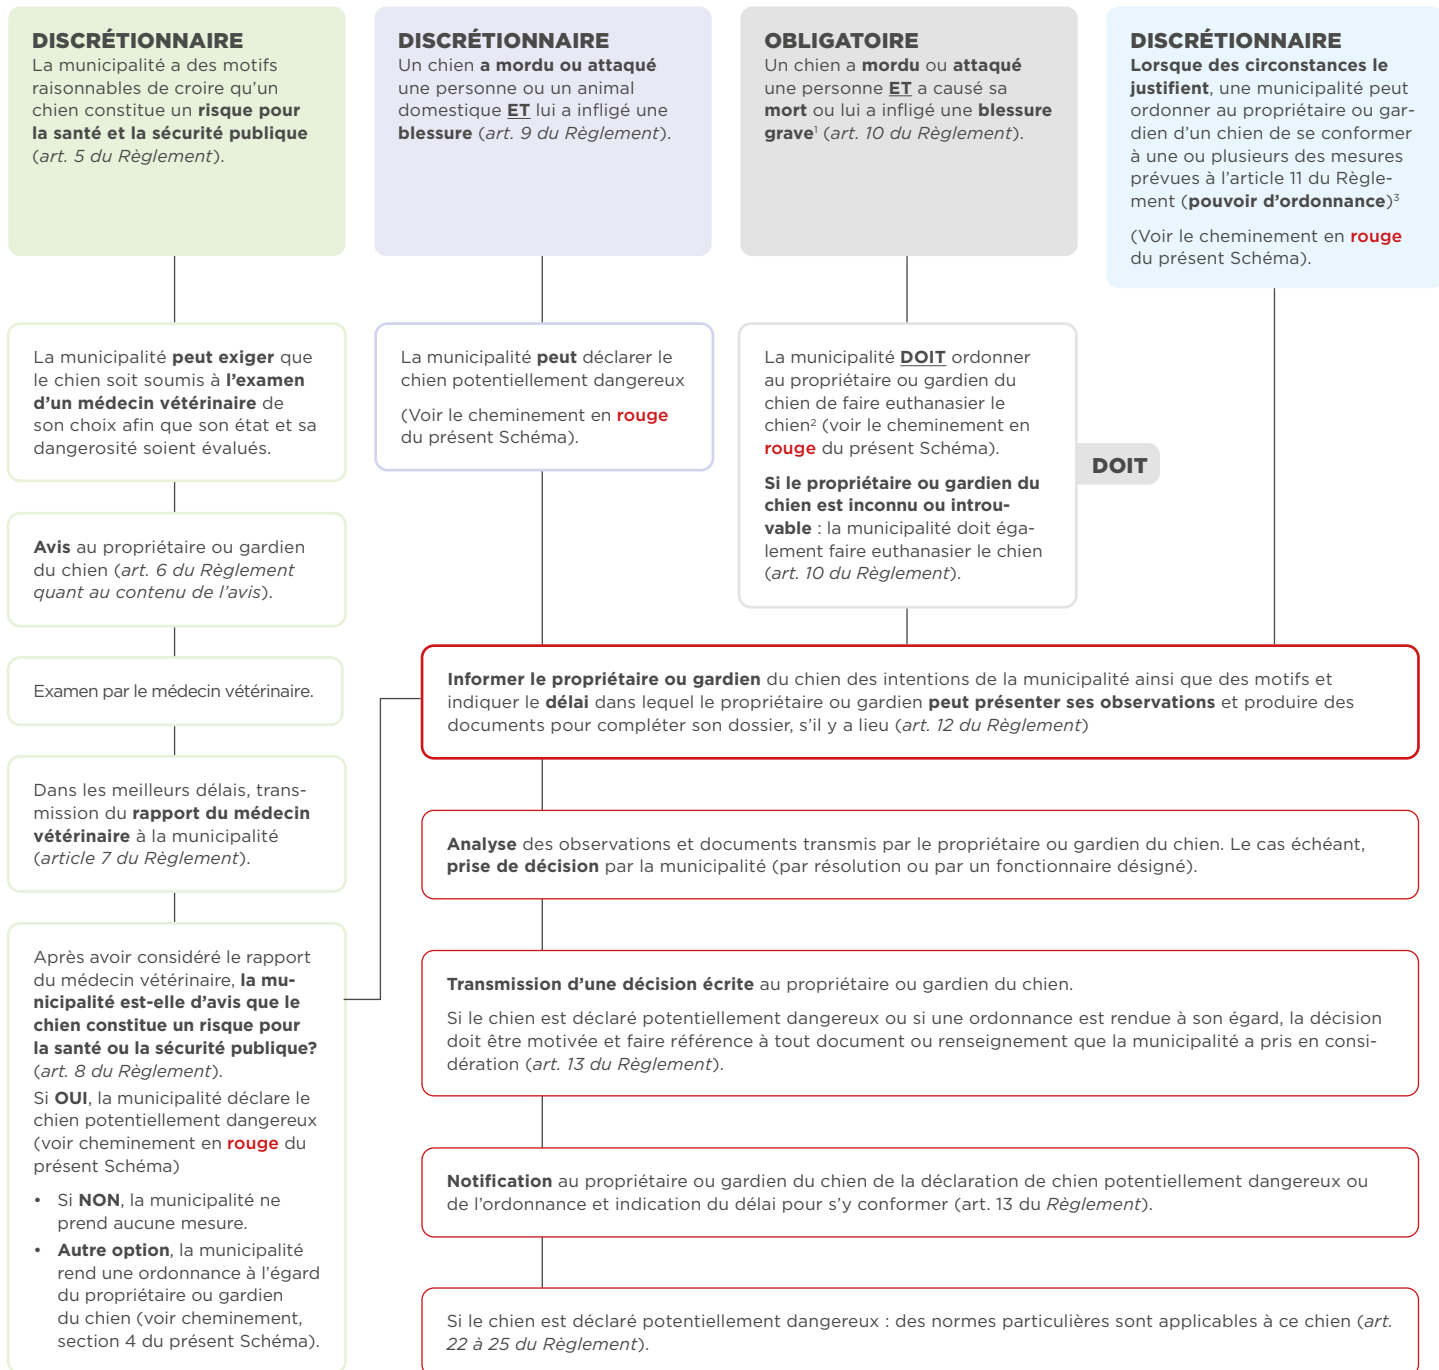 DISCRÉTIONNAIRE
La municipalité a des motifs
raisonnables de croire qu'un
chien constitue un risque pour
la santé et la sécurité publique
(art. 5 du Règlement).
DISCRÉTIONNAIRE
Un chien a mordu ou attaqué
une personne ou un animal
domestique ET lui a infligé une
blessure (art. 9 du Règlement).
OBLIGATOIRE
Un chien a mordu ou attaqué
une personne ET a causé sa
mort ou lui a infligé une blessure
grave¹ (art. 10 du Règlement).
DISCRÉTIONNAIRE
Lorsque des circonstances le
justifient, une municipalité peut
ordonner au propriétaire ou gar-
dien d'un chien de se conformer
à une ou plusieurs des mesures
prévues à l'article 11 du Règle-
ment (pouvoir d'ordonnance)³
(Voir le cheminement en rouge
du présent Schéma).
La municipalité peut exiger que
le chien soit soumis à l'examen
d'un médecin vétérinaire de
son choix afin que son état et sa
dangerosité soient évalués.
Avis au propriétaire ou gardien
du chien (art. 6 du Règlement
quant au contenu de l'avis).
Examen par le médecin vétérinaire.
Dans les meilleurs délais, trans-
mission du rapport du médecin
vétérinaire à la municipalité
(article 7 du Règlement).
Après avoir considéré le rapport
du médecin vétérinaire, la mu-
nicipalité est-elle d'avis que le
chien constitue un risque pour
la santé ou la sécurité publique?
(art. 8 du Règlement).
Si OUI, la municipalité déclare le
chien potentiellement dangereux
(voir cheminement en rouge du
présent Schéma)
• Si NON, la municipalité ne
prend aucune mesure.
• Autre option, la municipalité
rend une ordonnance à l'égard
du propriétaire ou gardien
du chien (voir cheminement,
section 4 du présent Schéma).
La municipalité peut déclarer le
chien potentiellement dangereux
(Voir le cheminement en rouge
du présent Schéma).
La municipalité DOIT ordonner
au propriétaire ou gardien du
chien de faire euthanasier le
chien² (voir le cheminement en
rouge du présent Schéma).
Si le propriétaire ou gardien du
chien est inconnu ou introu-
vable : la municipalité doit éga-
lement faire euthanasier le chien
(art. 10 du Règlement).
DOIT
Informer le propriétaire ou gardien du chien des intentions de la municipalité ainsi que des motifs et
indiquer le délai dans lequel le propriétaire ou gardien peut présenter ses observations et produire des
documents pour compléter son dossier, s'il y a lieu (art. 12 du Règlement)
Analyse des observations et documents transmis par le propriétaire ou gardien du chien. Le cas échéant,
prise de décision par la municipalité (par résolution ou par un fonctionnaire désigné).
Transmission d'une décision écrite au propriétaire ou gardien du chien.
Si le chien est déclaré potentiellement dangereux ou si une ordonnance est rendue à son égard, la décision
doit être motivée et faire référence à tout document ou renseignement que la municipalité a pris en consi-
dération (art. 13 du Règlement).
Notification au propriétaire ou gardien du chien de la déclaration de chien potentiellement dangereux ou
de l'ordonnance et indication du délai pour s'y conformer (art. 13 du Règlement).
Si le chien est déclaré potentiellement dangereux : des normes particulières sont applicables à ce chien (art.
22 à 25 du Règlement).